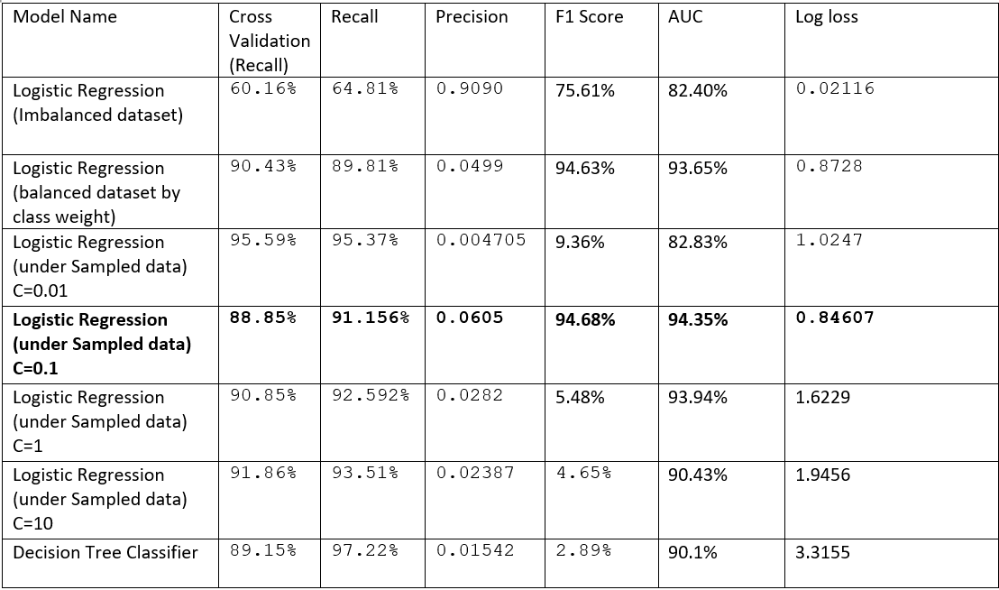 Model Name
Cross
Validation
(Recall)
Recall
Precision
F1 Score
AUC
Log loss
Logistic Regression
(Imbalanced dataset)
60.16%
64.81%
0.9090
75.61%
82.40%
0.02116
Logistic Regression
(balanced dataset by
class weight)
90.43%
89.81%
0.0499
94.63%
93.65%
0.8728
Logistic Regression
(under Sampled data)
C=0.01
95.59%
95.37%
0.004705
9.36%
82.83%
1.0247
Logistic Regression
(under Sampled data)
C=0.1
88.85%
91.156%
0.0605
94.68%
94.35%
0.84607
Logistic Regression
(under Sampled data)
C=1
90.85%
92.592%
0.0282
5.48%
93.94%
1.6229
Logistic Regression
(under Sampled data)
C=10
91.86%
93.51%
0.02387
4.65%
90.43%
1.9456
Decision Tree Classifier
89.15%
97.22%
0.01542
2.89%
90.1%
3.3155